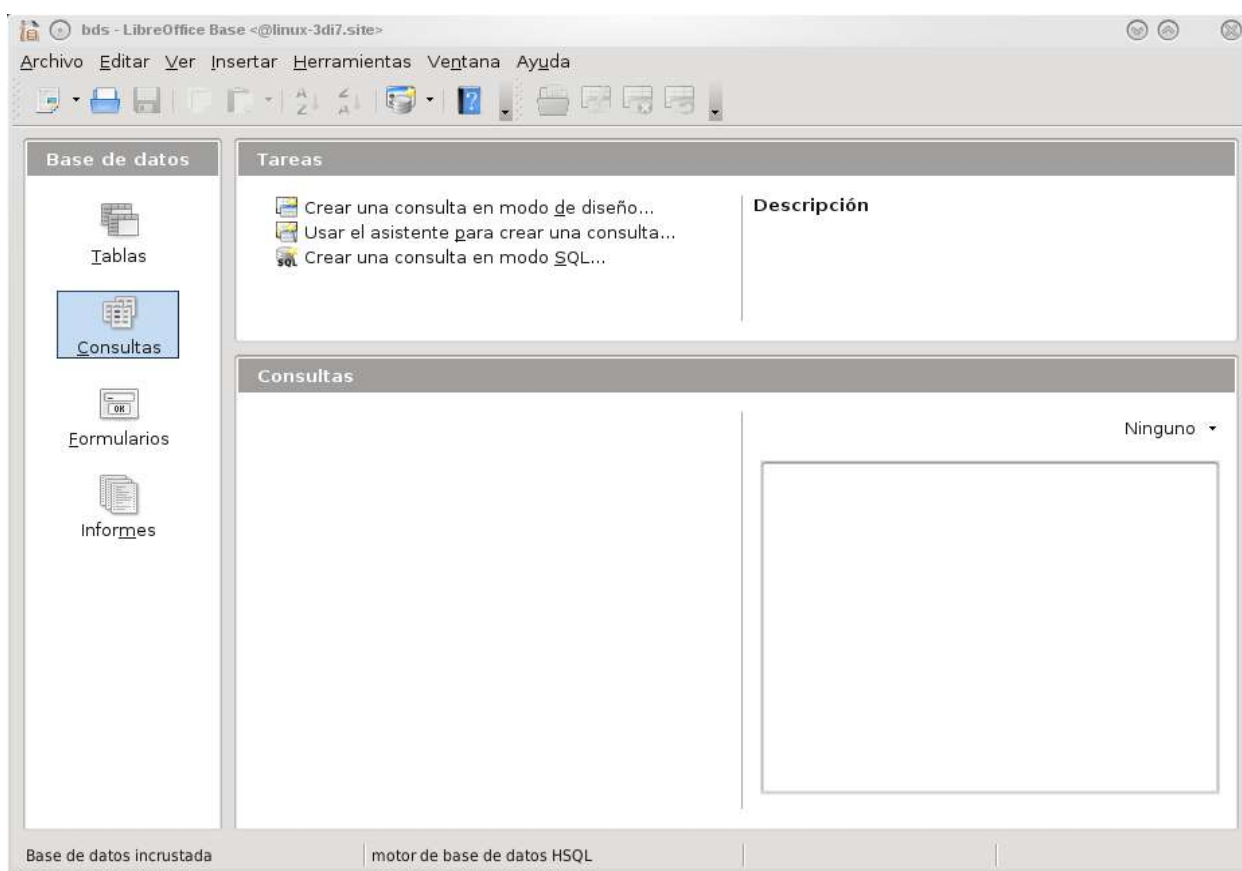 bds - LibreOffice Base <@linux-3di7.site>
Archivo Editar Ver Insertar Herramientas Ventana Ayuda
Base de datos
Tablas
Consultas
Formularios
Informes
Tareas
Crear una consulta en modo de diseño...
Usar el asistente para crear una consulta...
SQL Crear una consulta en modo SQL...
Descripción
Consultas
Ninguno
Base de datos incrustada
motor de base de datos HSQL